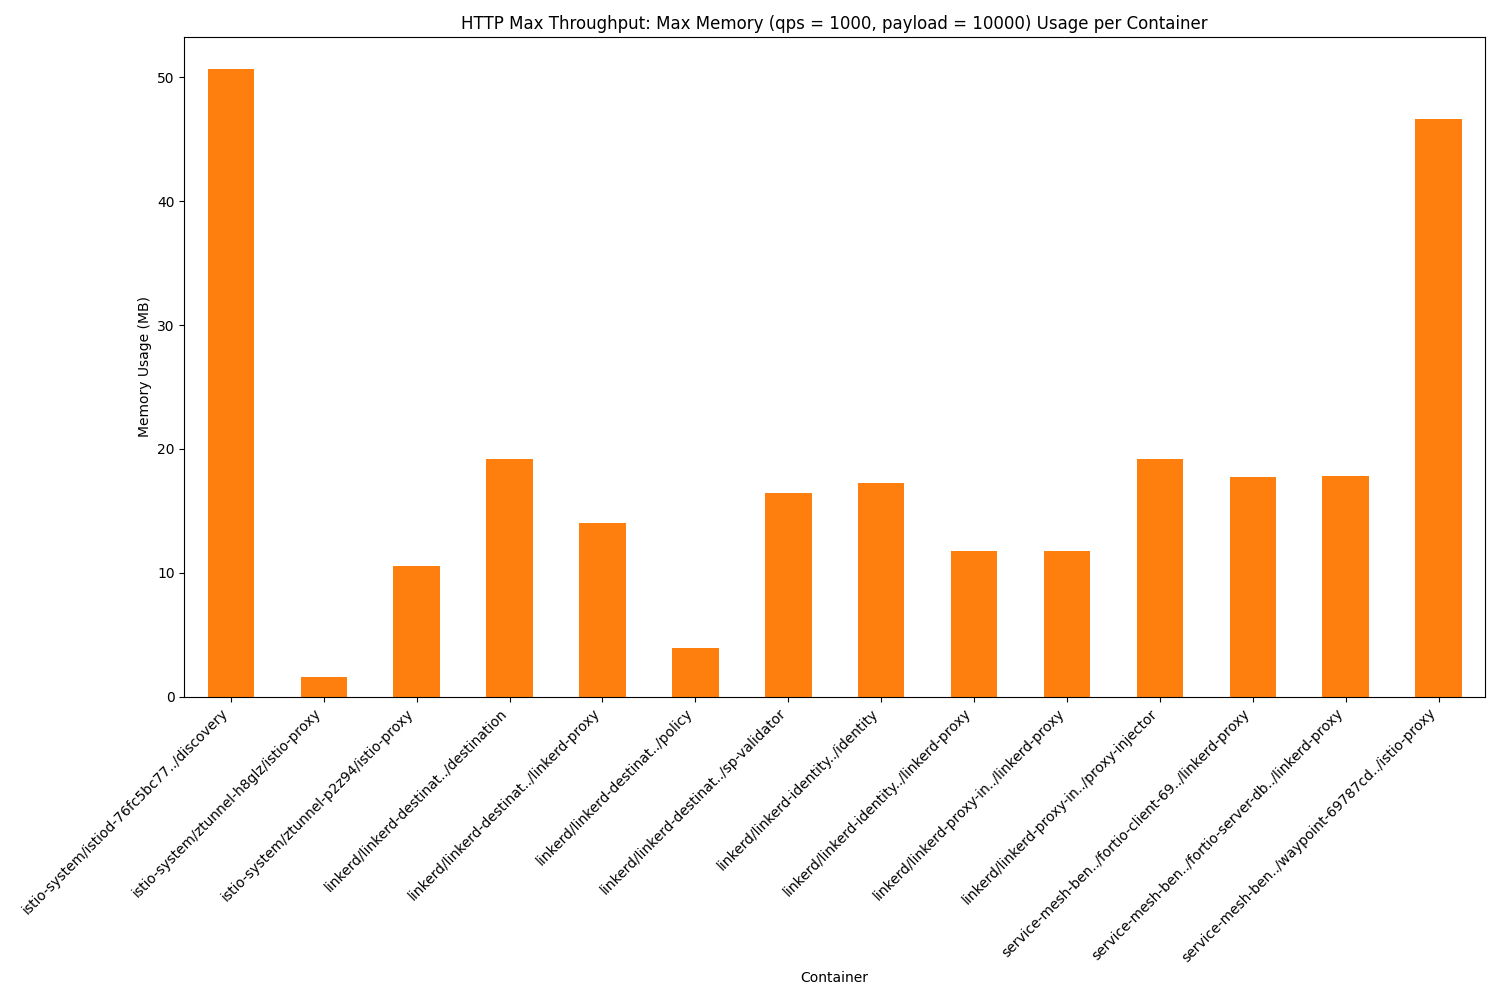 HTTP Max Throughput: Max Memory (qps = 1000, payload = 10000) Usage per Container
Memory Usage (MB)
50
40
30
20
10
0
istio-system/istiod-76fc5bc77../discovery
istio-system/ztunnel-h8glz/istio-proxy
istio-system/ztunnel-p2z94/istio-proxy
linkerd/linkerd-destinat../destination
linkerd/linkerd-destinat../linkerd-proxy
linkerd/linkerd-destinat../policy
linkerd/linkerd-destinat../sp-validator
linkerd/linkerd-identity../identity
linkerd/linkerd-identity../linkerd-proxy
linkerd/linkerd-proxy-in../linkerd-proxy
linkerd/linkerd-proxy-in../proxy-injector
service-mesh-ben../fortio-client-69../linkerd-proxy
service-mesh-ben../fortio-server-db../linkerd-proxy
service-mesh-ben../waypoint-69787cd../istio-proxy
Container